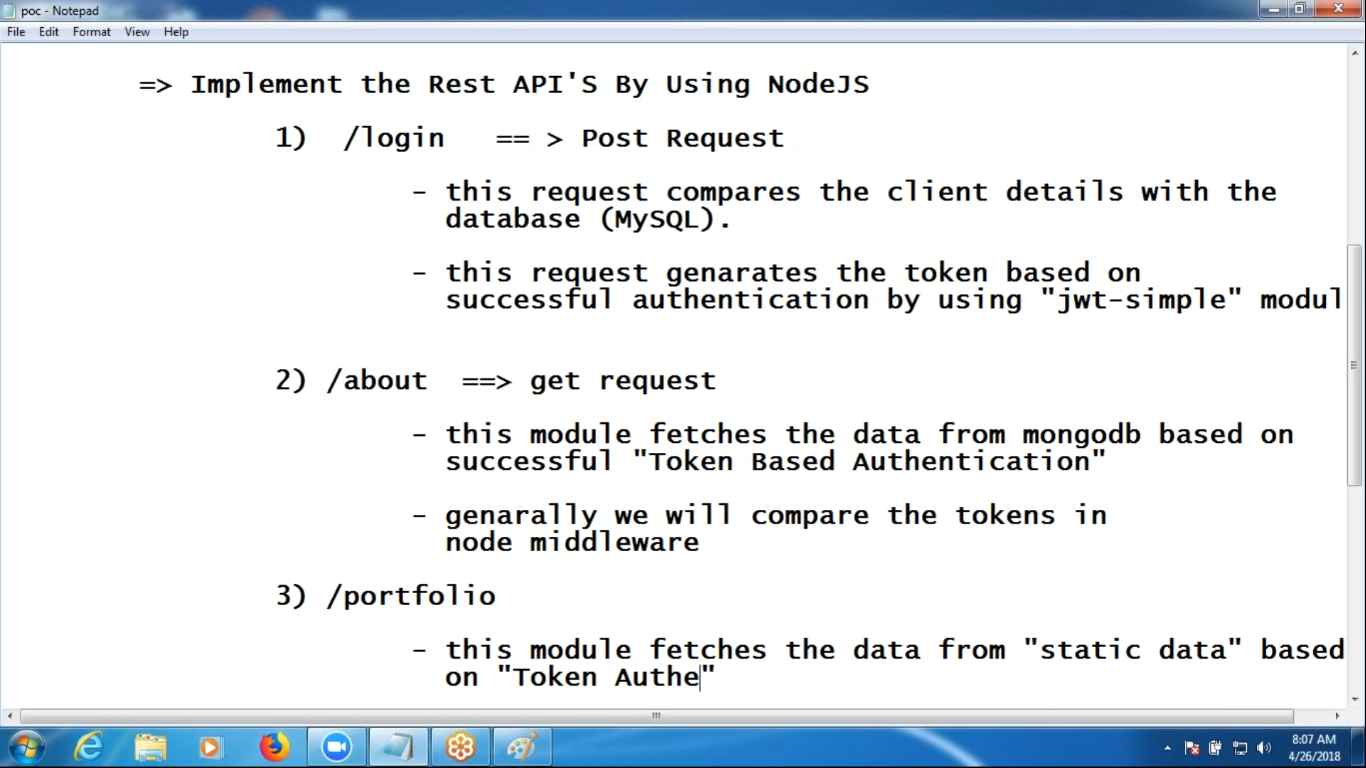 poc - Notepad
File Edit Format View Help
=> Implement the Rest API'S By Using NodeJS
1) /login == > Post Request
- this request compares the client details with the
database (MySQL).
- this request genarates the token based on
successful authentication by using "jwt-simple" modul
2) /about ==> get request
- this module fetches the data from mongodb based on
successful "Token Based Authentication"
- genarally we will compare the tokens in
node middleware
3) /portfolio
- this module fetches the data from "static data" based
on "Token Authe"
8:07 AM
4/26/2018